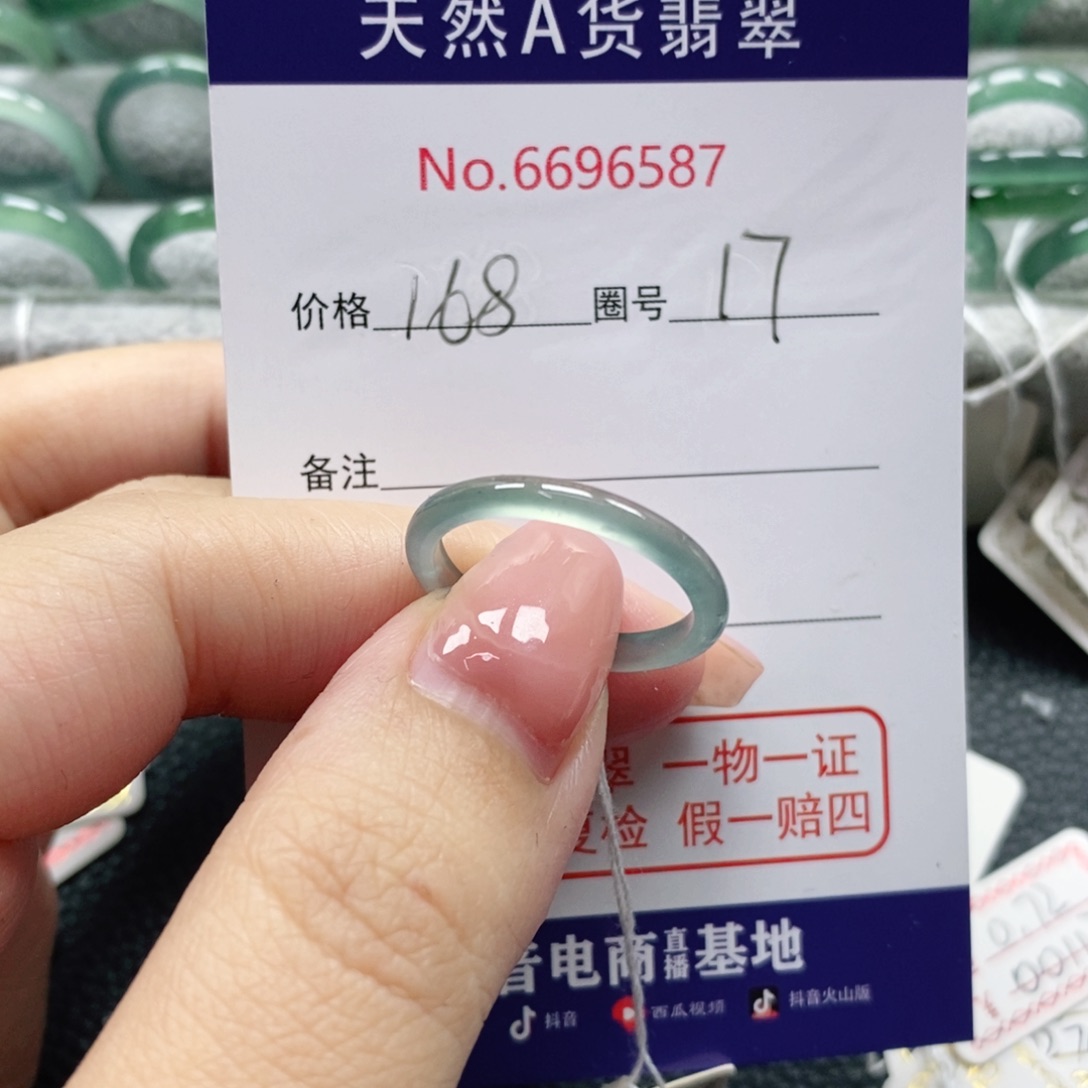 天然A货翡翠
No.6696587
价格 168 圈号 17
备注
翠 一物一证
复检 假一赔四
音电商直播基地
抖音 西瓜视频 抖音火山版
0.72